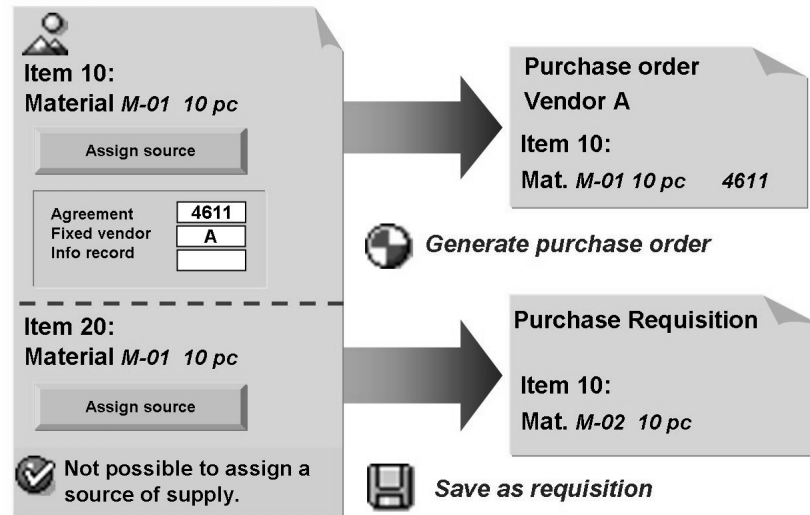 Item 10:
Material M-01 10 pc
Assign source
Agreement 4611
Fixed vendor A
Info record
Item 20:
Material M-01 10 pc
Assign source
Not possible to assign a
source of supply.
Purchase order
Vendor A
Item 10:
Mat. M-01 10 pc 4611
Generate purchase order
Purchase Requisition
Item 10:
Mat. M-02 10 pc
Save as requisition